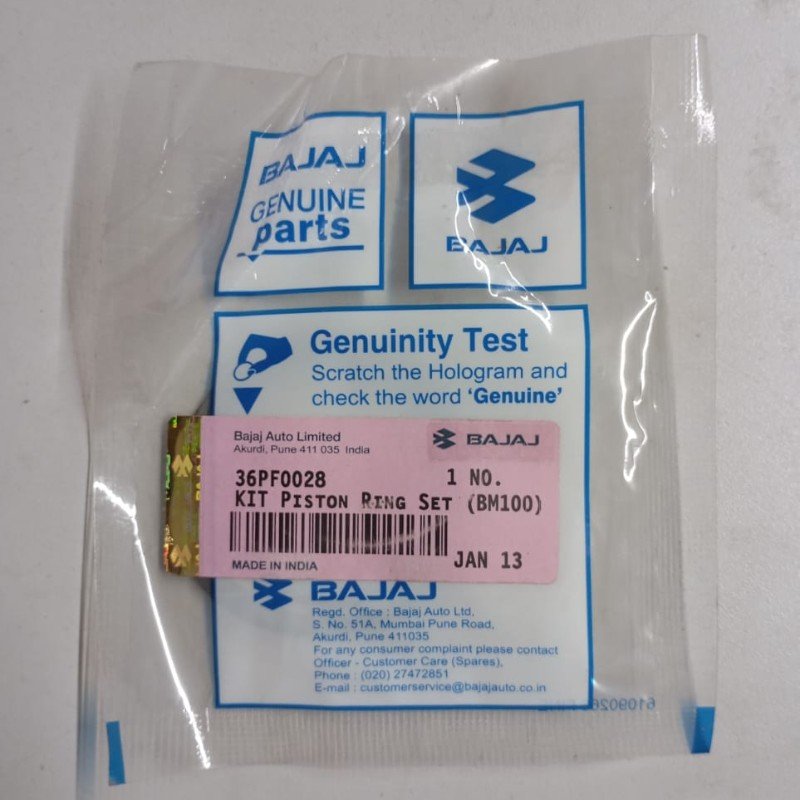 BAJAJ
GENUINE
parts
BAJAJ
Genuinity Test
Scratch the Hologram and
check the word 'Genuine'
Bajaj Auto Limited
Akurdi, Pune 411 035 India
BAJAJ
36PF0028 1 NO.
KIT PISTON RING SET (BM100)
JAN 13
MADE IN INDIA
BAJAJ
Regd. Office : Bajaj Auto Ltd,
S. No. 51A, Mumbai Pune Road,
Akurdi, Pune 411035
For any consumer complaint please contact
Officer - Customer Care (Spares),
Phone : (020) 27472851
E-mail : customerservice@bajajauto.co.in